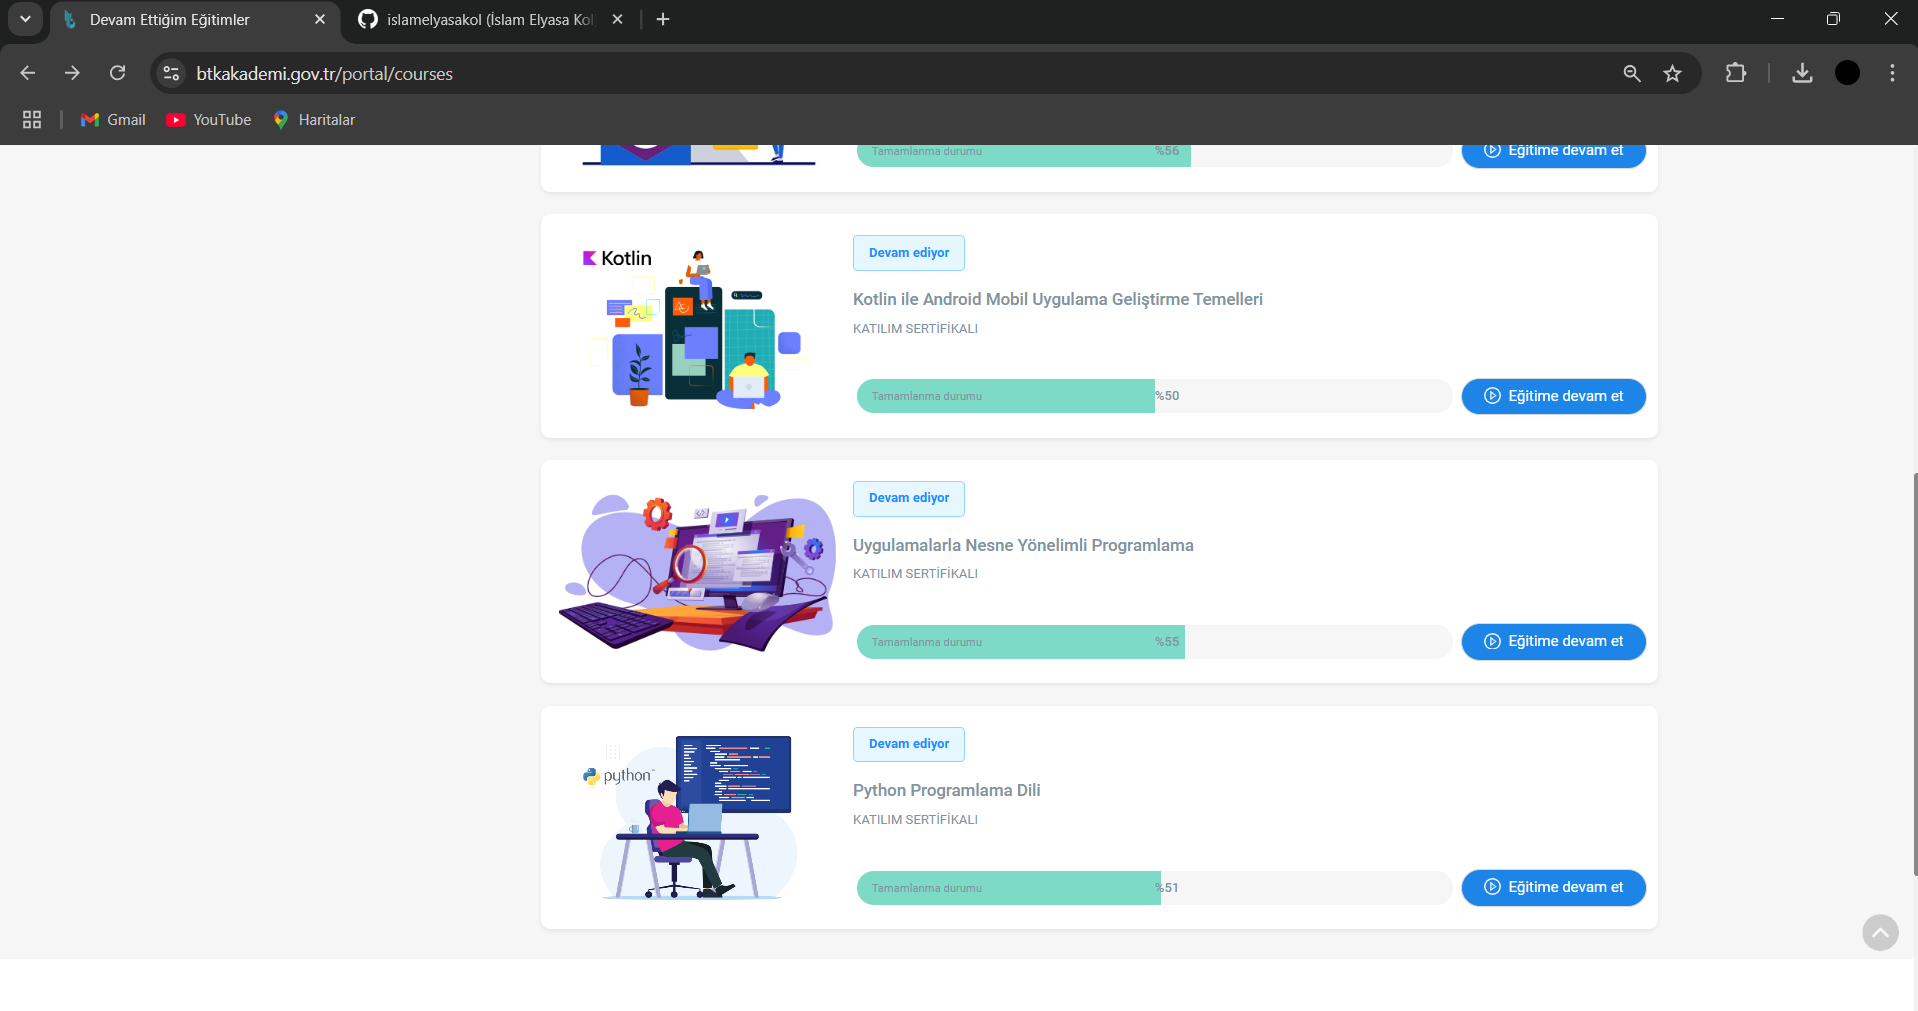 Devam Ettiğim Eğitimler
islamelyasakol (İslam Elyasa Kol
btkakademi.gov.tr/portal/courses
Gmail
YouTube
Haritalar
Tamamlanma durumu
%56
Eğitime devam et
Kotlin
Devam ediyor
Kotlin ile Android Mobil Uygulama Geliştirme Temelleri
KATILIM SERTİFİKALI
Tamamlanma durumu
%50
Eğitime devam et
Devam ediyor
Uygulamalarla Nesne Yönelimli Programlama
KATILIM SERTİFİKALI
Tamamlanma durumu
%55
Eğitime devam et
python
Devam ediyor
Python Programlama Dili
KATILIM SERTİFİKALI
Tamamlanma durumu
%51
Eğitime devam et